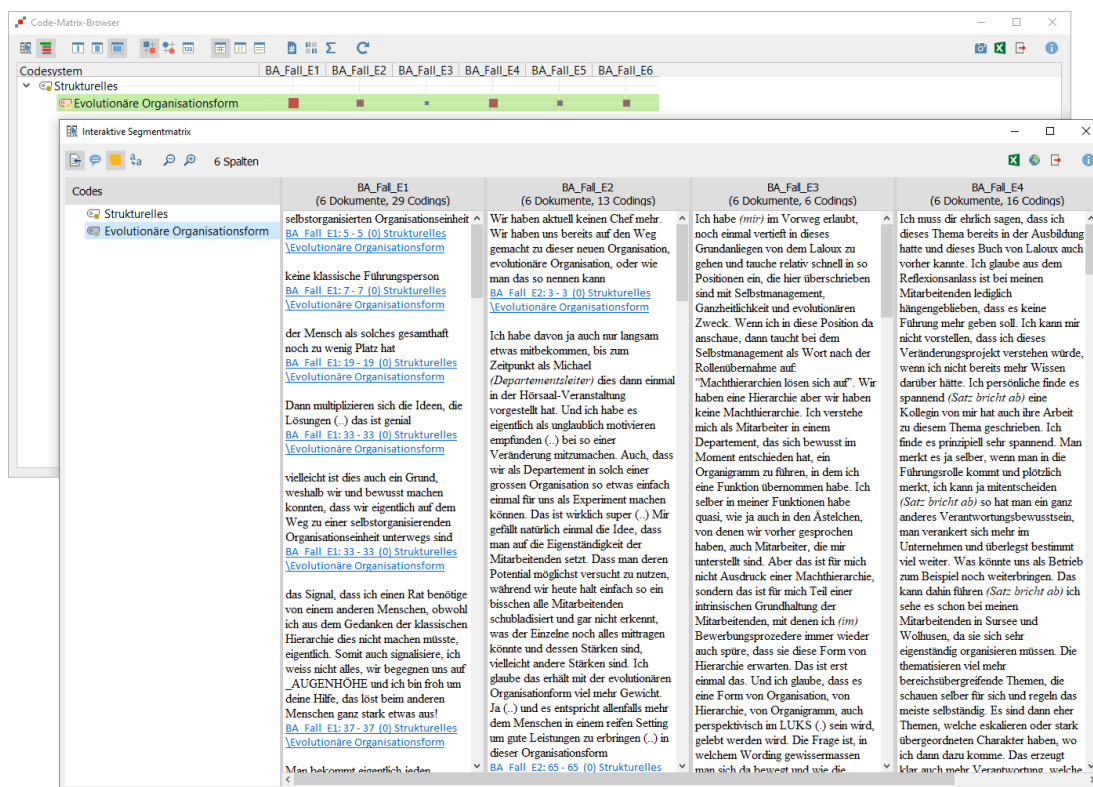 Code-Matrix-Browser
Codesystem
BA_Fall_E1 BA_Fall_E2 BA_Fall_E3 BA_Fall_E4 BA_Fall_E5 BA_Fall_E6
Strukturelles
Evolutionäre Organisationsform
Interaktive Segmentmatrix
6 Spalten
Codes
Strukturelles
Evolutionäre Organisationsform
BA_Fall_E1
(6 Dokumente, 29 Codings)
selbstorganisierten Organisationseinheit
BA_Fall_E1: 5 - 5 (0) Strukturelles
\Evolutionäre Organisationsform
keine klassische Führungsperson
BA_Fall_E1: 7 - 7 (0) Strukturelles
\Evolutionäre Organisationsform
der Mensch als solches gesamthaft
noch zu wenig Platz hat
BA_Fall_E1: 19 - 19 (0) Strukturelles
\Evolutionäre Organisationsform
Dann multiplizieren sich die Ideen, die
Lösungen (..) das ist genial
BA_Fall_E1: 33 - 33 (0) Strukturelles
\Evolutionäre Organisationsform
vielleicht ist dies auch ein Grund,
weshalb wir und bewusst machen
konnten, dass wir eigentlich auf dem
Weg zu einer selbstorganisierenden
Organisationseinheit unterwegs sind
BA_Fall_E1: 33 - 33 (0) Strukturelles
\Evolutionäre Organisationsform
das Signal, dass ich einen Rat benötige
von einem anderen Menschen, obwohl
ich aus dem Gedanken der klassischen
Hierarchie dies nicht machen müsste,
eigentlich. Somit auch signalisiere, ich
weiss nicht alles, wir begegnen uns auf
_AUGENHÖHE und ich bin froh um
deine Hilfe, das löst beim anderen
Menschen ganz stark etwas aus!
BA_Fall_E1: 37 - 37 (0) Strukturelles
\Evolutionäre Organisationsform
Man bekommt eigentlich jeden
BA_Fall_E2
(6 Dokumente, 13 Codings)
Wir haben aktuell keinen Chef mehr.
Wir haben uns bereits auf den Weg
gemacht zu dieser neuen Organisation,
evolutionäre Organisation, oder wie
man das so nennen kann
BA_Fall_E2: 3 - 3 (0) Strukturelles
\Evolutionäre Organisationsform
Ich habe davon ja auch nur langsam
etwas mitbekommen, bis zum
Zeitpunkt als Michael
(Departementsleiter) dies dann einmal
in der Hörsaal-Veranstaltung
vorgestellt hat. Und ich habe es
eigentlich als unglaublich motivieren
empfunden (..) bei so einer
Veränderung mitzumachen. Auch, dass
wir als Departement in solch einer
grossen Organisation so etwas einfach
einmal für uns als Experiment machen
können. Das ist wirklich super (..) Mir
gefällt natürlich einmal die Idee, dass
man auf die Eigenständigkeit der
Mitarbeitenden setzt. Dass man deren
Potential möglichst versucht zu nutzen,
während wir heute halt einfach so ein
bisschen alle Mitarbeitenden
schubladisiert und gar nicht erkennt,
was der Einzelne noch alles mittragen
könnte und dessen Stärken sind,
vielleicht andere Stärken sind. Ich
glaube das erhält mit der evolutionären
Organisationform viel mehr Gewicht.
Ja (..) und es entspricht allenfalls mehr
dem Menschen in einem reifen Setting
um gute Leistungen zu erbringen (..) in
dieser Organisationsform
BA_Fall_E2: 65 - 65 (0) Strukturelles
BA_Fall_E3
(6 Dokumente, 6 Codings)
Ich habe (mir) im Vorweg erlaubt,
noch einmal vertieft in dieses
Grundanliegen von dem Laloux zu
gehen und tauche relativ schnell in so
Positionen ein, die hier überschrieben
sind mit Selbstmanagement,
Ganzheitlichkeit und evolutionären
Zweck. Wenn ich in diese Position da
anschaue, dann taucht bei dem
Selbstmanagement als Wort nach der
Rollenübernahme auf:
"Machthierarchien lösen sich auf". Wir
haben eine Hierarchie aber wir haben
keine Machthierarchie. Ich verstehe
mich als Mitarbeiter in einem
Departement, das sich bewusst im
Moment entschieden hat, ein
Organigramm zu führen, in dem ich
eine Funktion übernommen habe. Ich
selber in meiner Funktionen habe
quasi, wie ja auch in den Ästelchen,
von denen wir vorher gesprochen
haben, auch Mitarbeiter, die mir
unterstellt sind. Aber das ist für mich
nicht Ausdruck einer Machthierarchie,
sondern das ist für mich Teil einer
intrinsischen Grundhaltung der
Mitarbeitenden, mit denen ich (im)
Bewerbungsprozedere immer wieder
auch spüre, dass sie diese Form von
Hierarchie erwarten. Das ist erst
einmal das. Und ich glaube, dass es
eine Form von Organisation, von
Hierarchie, von Organigramm, auch
perspektivisch im LUKS (.) sein wird,
gelebt werden wird. Die Frage ist, in
welchem Wording gewissermassen
man sich da bewegt und wie die
BA_Fall_E4
(6 Dokumente, 16 Codings)
Ich muss dir ehrlich sagen, dass ich
dieses Thema bereits in der Ausbildung
hatte und dieses Buch von Laloux auch
vorher kannte. Ich glaube aus dem
Reflexionsanlass ist bei meinen
Mitarbeitenden lediglich
hängengeblieben, dass es keine
Führung mehr geben soll. Ich kann mir
nicht vorstellen, dass ich dieses
Veränderungsprojekt verstehen würde,
wenn ich nicht bereits mehr Wissen
darüber hätte. Ich persönliche finde es
spannend (Satz bricht ab) eine
Kollegin von mir hat auch ihre Arbeit
zu diesem Thema geschrieben. Ich
finde es prinzipiell sehr spannend. Man
merkt es ja selber, wenn man in die
Führungsrolle kommt und plötzlich
merkt, ich kann ja mitentscheiden
(Satz bricht ab) so hat man ein ganz
anderes Verantwortungsbewusstsein,
man verankert sich mehr im
Unternehmen und überlegst bestimmt
viel weiter. Was könnte uns als Betrieb
zum Beispiel noch weiterbringen. Das
kann dahin führen (Satz bricht ab) ich
sehe es schon bei meinen
Mitarbeitenden in Sursee und
Wolhusen, da sie sich sehr
eigenständig organisieren müssen. Die
thematisieren viel mehr
bereichsübergreifende Themen, die
schauen selber für sich und regeln das
meiste selbständig. Es sind dann eher
Themen, welche eskalieren oder stark
übergeordneten Charakter haben, wo
ich dann dazu komme. Das erzeugt
klar auch mehr Verantwortung, welche